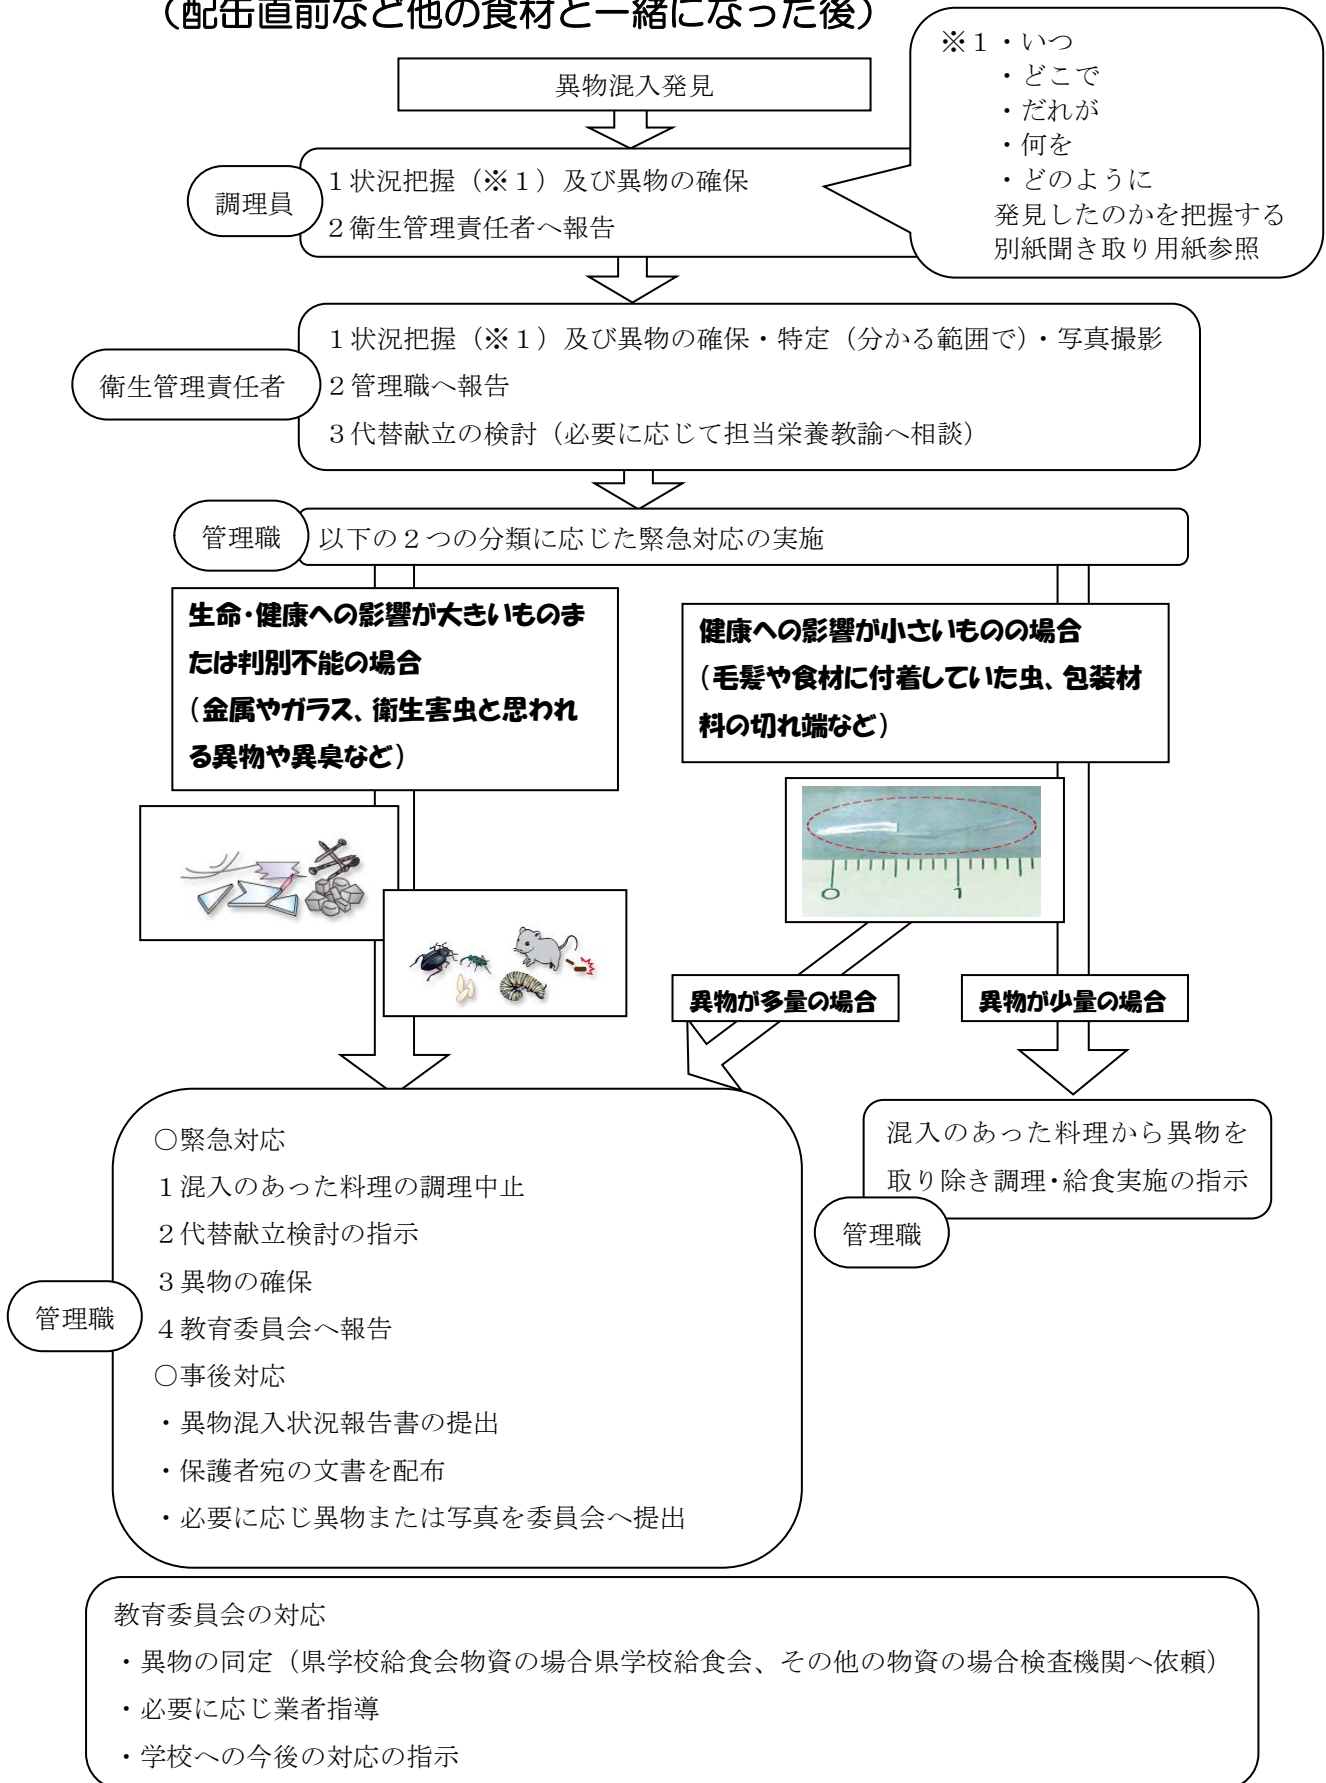 （配缶直前など他の食材と一緒になった後）
異物混入発見
※１・いつ
・どこで
・だれが
・何を
・どのように
発見したのかを把握する
別紙聞き取り用紙参照
調理員
１状況把握（※１）及び異物の確保
２衛生管理責任者へ報告
衛生管理責任者
１状況把握（※１）及び異物の確保・特定（分かる範囲で）・写真撮影
２管理職へ報告
３代替献立の検討（必要に応じて担当栄養教諭へ相談）
管理職
以下の２つの分類に応じた緊急対応の実施
生命・健康への影響が大きいものま
たは判別不能の場合
（金属やガラス、衛生害虫と思われ
る異物や異臭など）
健康への影響が小さいものの場合
（毛髪や食材に付着していた虫、包装材
料の切れ端など）
0 1
異物が多量の場合
異物が少量の場合
○緊急対応
１混入のあった料理の調理中止
２代替献立検討の指示
３異物の確保
４教育委員会へ報告
○事後対応
・異物混入状況報告書の提出
・保護者宛の文書を配布
・必要に応じ異物または写真を委員会へ提出
管理職
混入のあった料理から異物を
取り除き調理・給食実施の指示
管理職
教育委員会の対応
・異物の同定（県学校給食会物資の場合県学校給食会、その他の物資の場合検査機関へ依頼）
・必要に応じ業者指導
・学校への今後の対応の指示